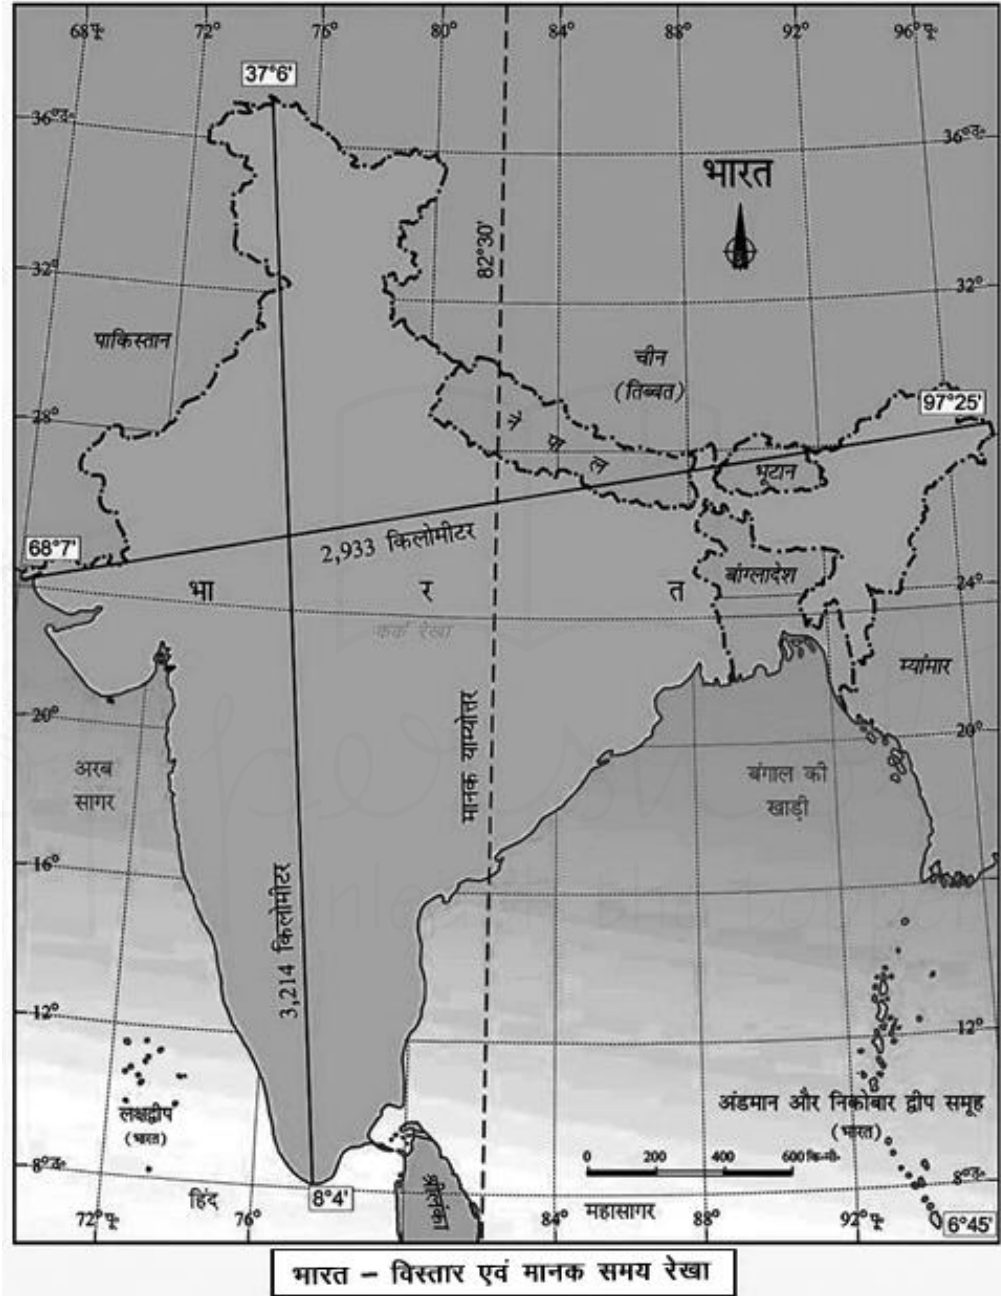 68°पू. 72° 76° 80° 84° 88° 92° 96°पू.
37°6'
36°उ. 36°उ.
भारत
82°30'
32° 32°
पाकिस्तान
चीन
(तिब्बत)
28°
97°25'
नेपाल
भूटान
2,933 किलोमीटर
68°7'
बांग्लादेश
24°
भा र त
कर्क रेखा
म्यांमार
मानक याम्योत्तर
20° 20°
अरब
सागर
बंगाल की
खाड़ी
16°
3,214 किलोमीटर
12° 12°
लक्षद्वीप
(भारत)
अंडमान और निकोबार द्वीप समूह
(भारत)
0 200 400 600 कि.मी.
8°उ. 8°उ.
श्रीलंका
हिंद 8°4' महासागर
6°45'
72°पू. 76° 84° 88° 92°पू.
भारत – विस्तार एवं मानक समय रेखा